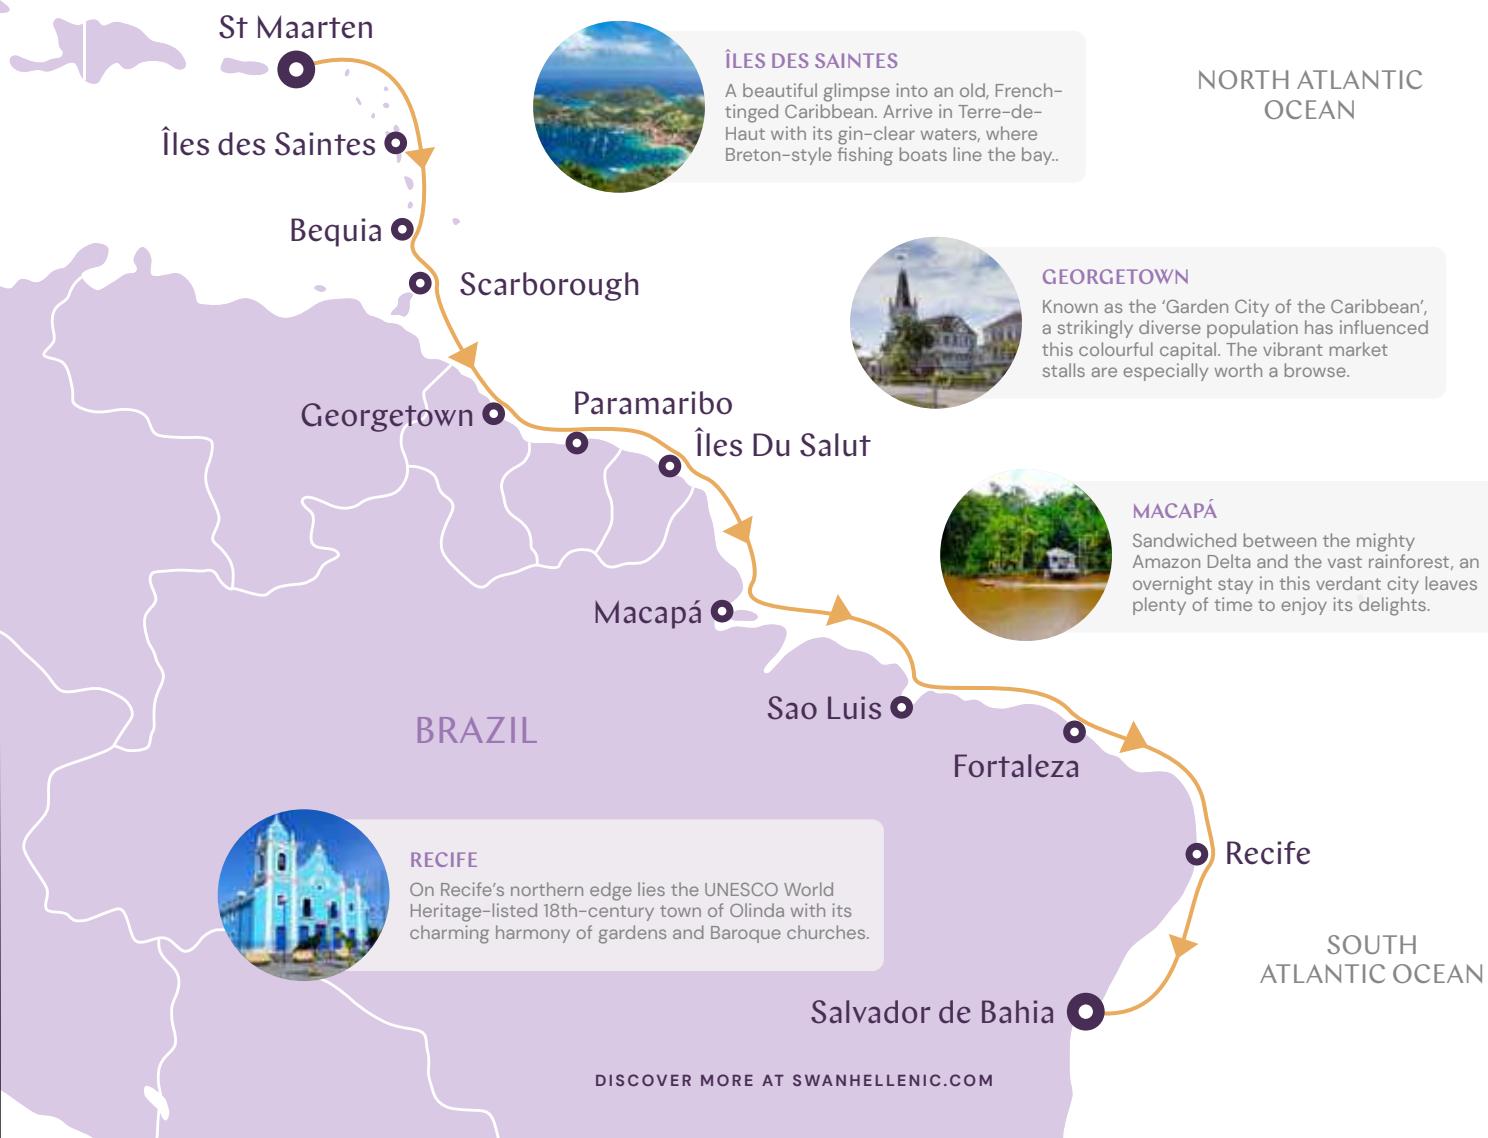 St Maarten
Îles des Saintes
Bequia
Scarborough
Georgetown
Paramaribo
Îles Du Salut
Macapá
Sao Luis
Fortaleza
Recife
Salvador de Bahia
BRAZIL
NORTH ATLANTIC
OCEAN
SOUTH
ATLANTIC OCEAN
ÎLES DES SAINTES
A beautiful glimpse into an old, French-
tinged Caribbean. Arrive in Terre-de-
Haut with its gin-clear waters, where
Breton-style fishing boats line the bay..
GEORGETOWN
Known as the ‘Garden City of the Caribbean’,
a strikingly diverse population has influenced
this colourful capital. The vibrant market
stalls are especially worth a browse.
MACAPÁ
Sandwiched between the mighty
Amazon Delta and the vast rainforest, an
overnight stay in this verdant city leaves
plenty of time to enjoy its delights.
RECIFE
On Recife’s northern edge lies the UNESCO World
Heritage-listed 18th-century town of Olinda with its
charming harmony of gardens and Baroque churches.
DISCOVER MORE AT SWANHELLENIC.COM